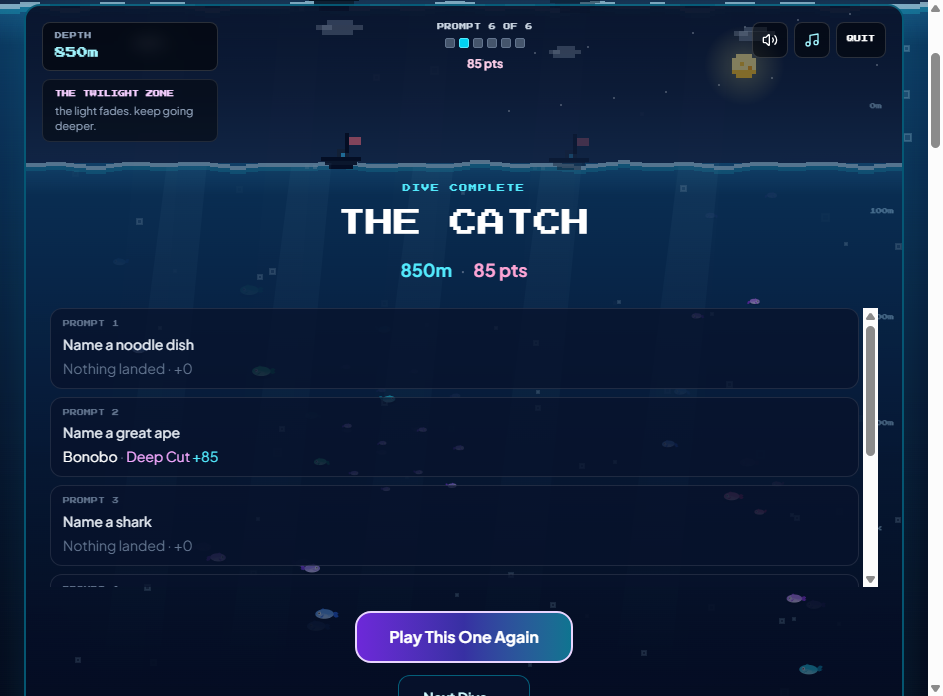 DEPTH
850m
THE TWILIGHT ZONE
the light fades. keep going
deeper.
PROMPT 6 OF 6
85 pts
QUIT
0m
100m
DIVE COMPLETE
THE CATCH
850m · 85 pts
PROMPT 1
Name a noodle dish
Nothing landed · +0
PROMPT 2
Name a great ape
Bonobo · Deep Cut +85
PROMPT 3
Name a shark
Nothing landed · +0
Play This One Again
Next Dive